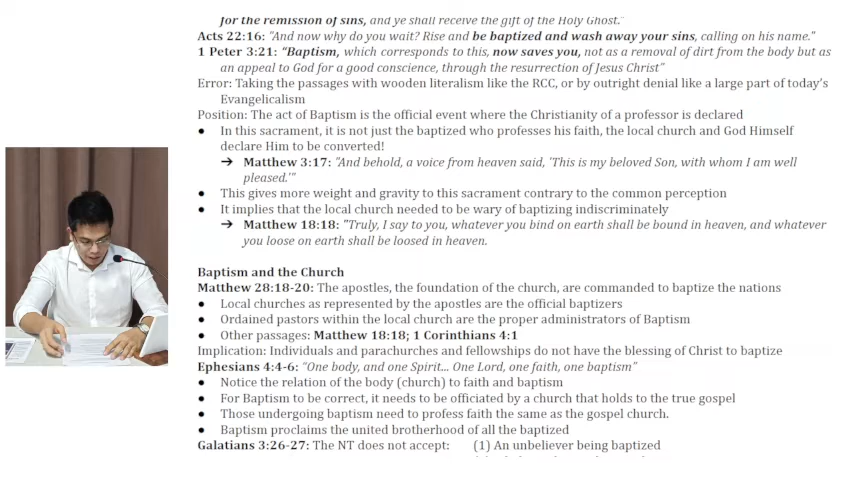 for the remission of sins, and ye shall receive the gift of the Holy Ghost."
Acts 22:16: "And now why do you wait? Rise and be baptized and wash away your sins, calling on his name."
1 Peter 3:21: "Baptism, which corresponds to this, now saves you, not as a removal of dirt from the body but as
an appeal to God for a good conscience, through the resurrection of Jesus Christ"
Error: Taking the passages with wooden literalism like the RCC, or by outright denial like a large part of today's
Evangelicalism
Position: The act of Baptism is the official event where the Christianity of a professor is declared
● In this sacrament, it is not just the baptized who professes his faith, the local church and God Himself
declare Him to be converted!
➔ Matthew 3:17: "And behold, a voice from heaven said, 'This is my beloved Son, with whom I am well
pleased.'"
● This gives more weight and gravity to this sacrament contrary to the common perception
● It implies that the local church needed to be wary of baptizing indiscriminately
➔ Matthew 18:18: "Truly, I say to you, whatever you bind on earth shall be bound in heaven, and whatever
you loose on earth shall be loosed in heaven.
Baptism and the Church
Matthew 28:18-20: The apostles, the foundation of the church, are commanded to baptize the nations
● Local churches as represented by the apostles are the official baptizers
● Ordained pastors within the local church are the proper administrators of Baptism
● Other passages: Matthew 18:18; 1 Corinthians 4:1
Implication: Individuals and parachurches and fellowships do not have the blessing of Christ to baptize
Ephesians 4:4-6: "One body, and one Spirit... One Lord, one faith, one baptism"
● Notice the relation of the body (church) to faith and baptism
● For Baptism to be correct, it needs to be officiated by a church that holds to the true gospel
● Those undergoing baptism need to profess faith the same as the gospel church.
● Baptism proclaims the united brotherhood of all the baptized
Galatians 3:26-27: The NT does not accept: (1) An unbeliever being baptized